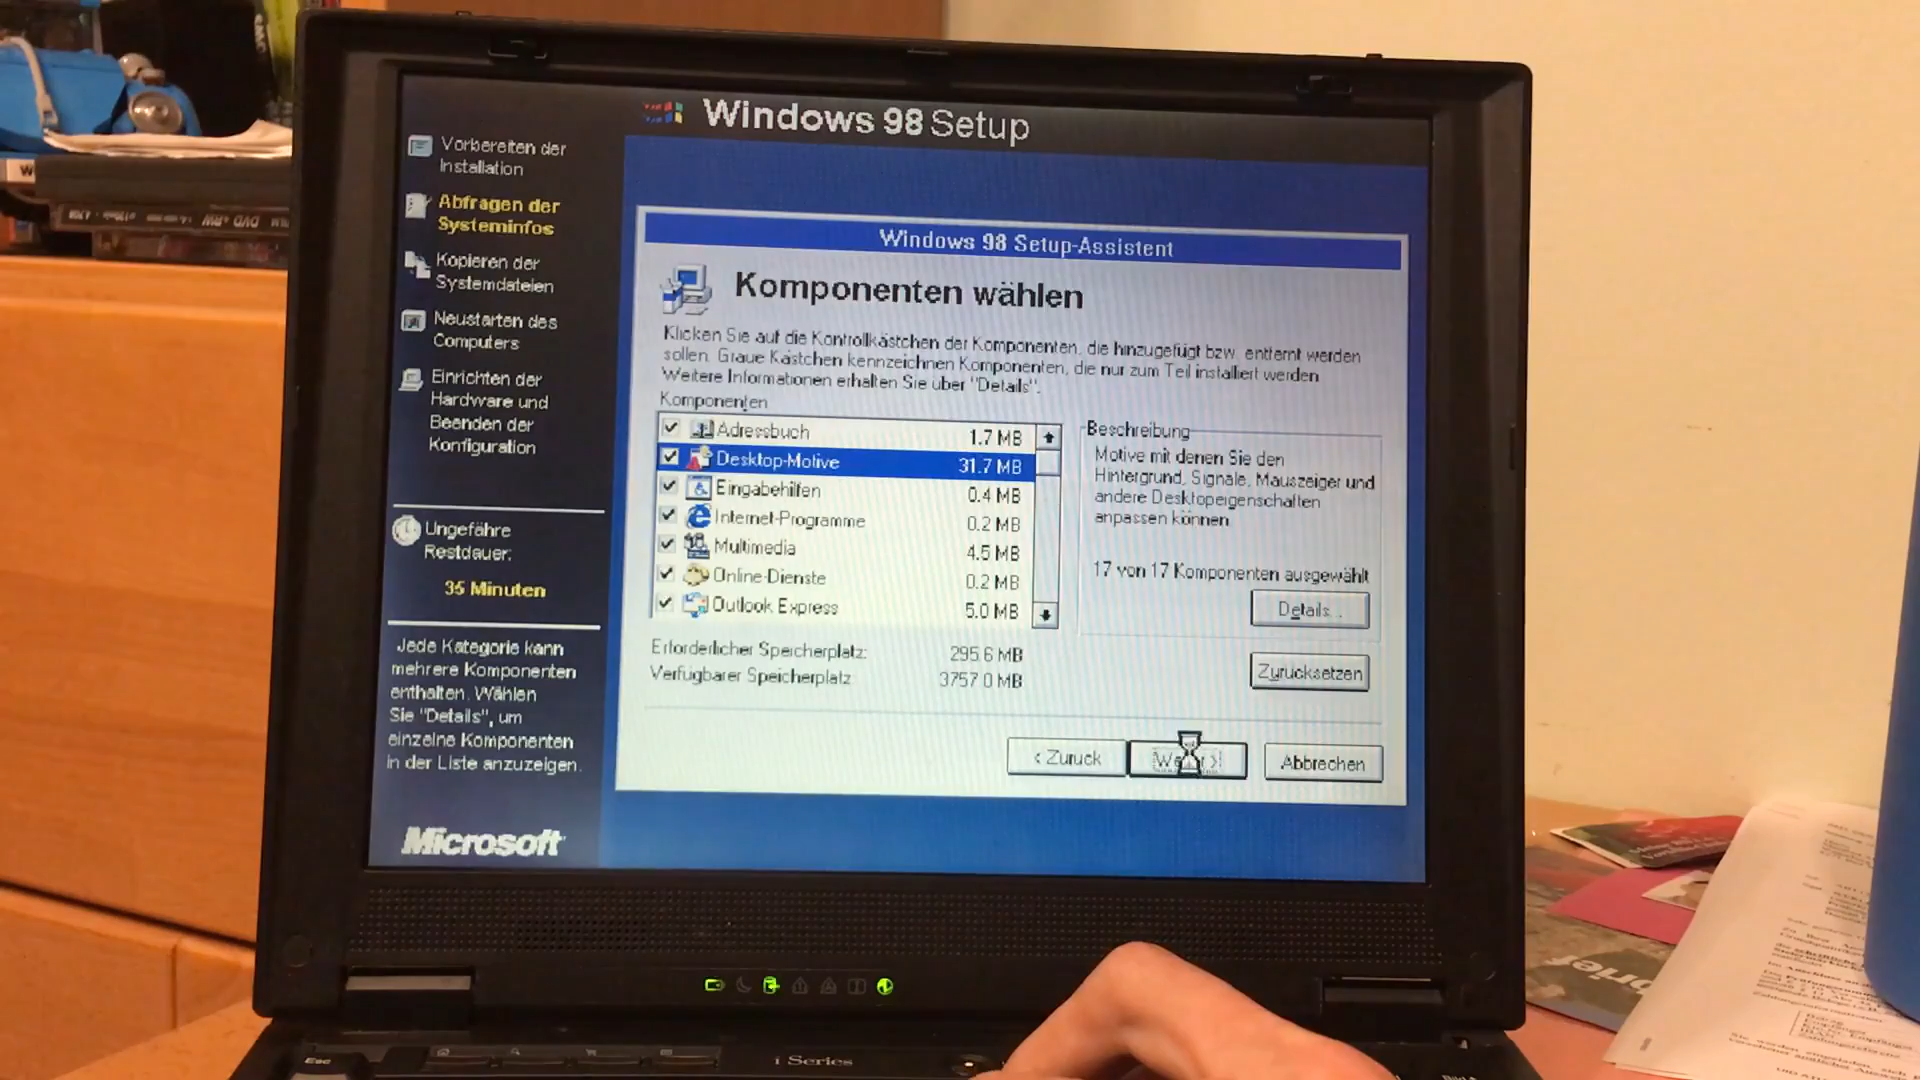 Windows 98 Setup
Vorbereiten der
Installation
Abfragen der
Systeminfos
Kopieren der
Systemdateien
Neustarten des
Computers
Einrichten der
Hardware und
Beenden der
Konfiguration
Ungefähre
Restdauer:
35 Minuten
Jede Kategorie kann
mehrere Komponenten
enthalten. Wählen
Sie "Details", um
einzelne Komponenten
in der Liste anzuzeigen.
Microsoft
Windows 98 Setup-Assistent
Komponenten wählen
Klicken Sie auf die Kontrollkästchen der Komponenten, die hinzugefügt bzw. entfernt werden
sollen. Graue Kästchen kennzeichnen Komponenten, die nur zum Teil installiert werden
Weitere Informationen erhalten Sie über "Details".
Komponenten
Adressbuch 1.7 MB
Desktop-Motive 31.7 MB
Eingabehilfen 0.4 MB
Internet-Programme 0.2 MB
Multimedia 4.5 MB
Online-Dienste 0.2 MB
Outlook Express 5.0 MB
Beschreibung
Motive mit denen Sie den
Hintergrund, Signale, Mauszeiger und
andere Desktopeigenschaften
anpassen können
17 von 17 Komponenten ausgewählt
Details...
Erforderlicher Speicherplatz: 295.6 MB
Verfügbarer Speicherplatz 3757.0 MB
Zurücksetzen
< Zurück
Abbrechen
Esc
i Series
brief